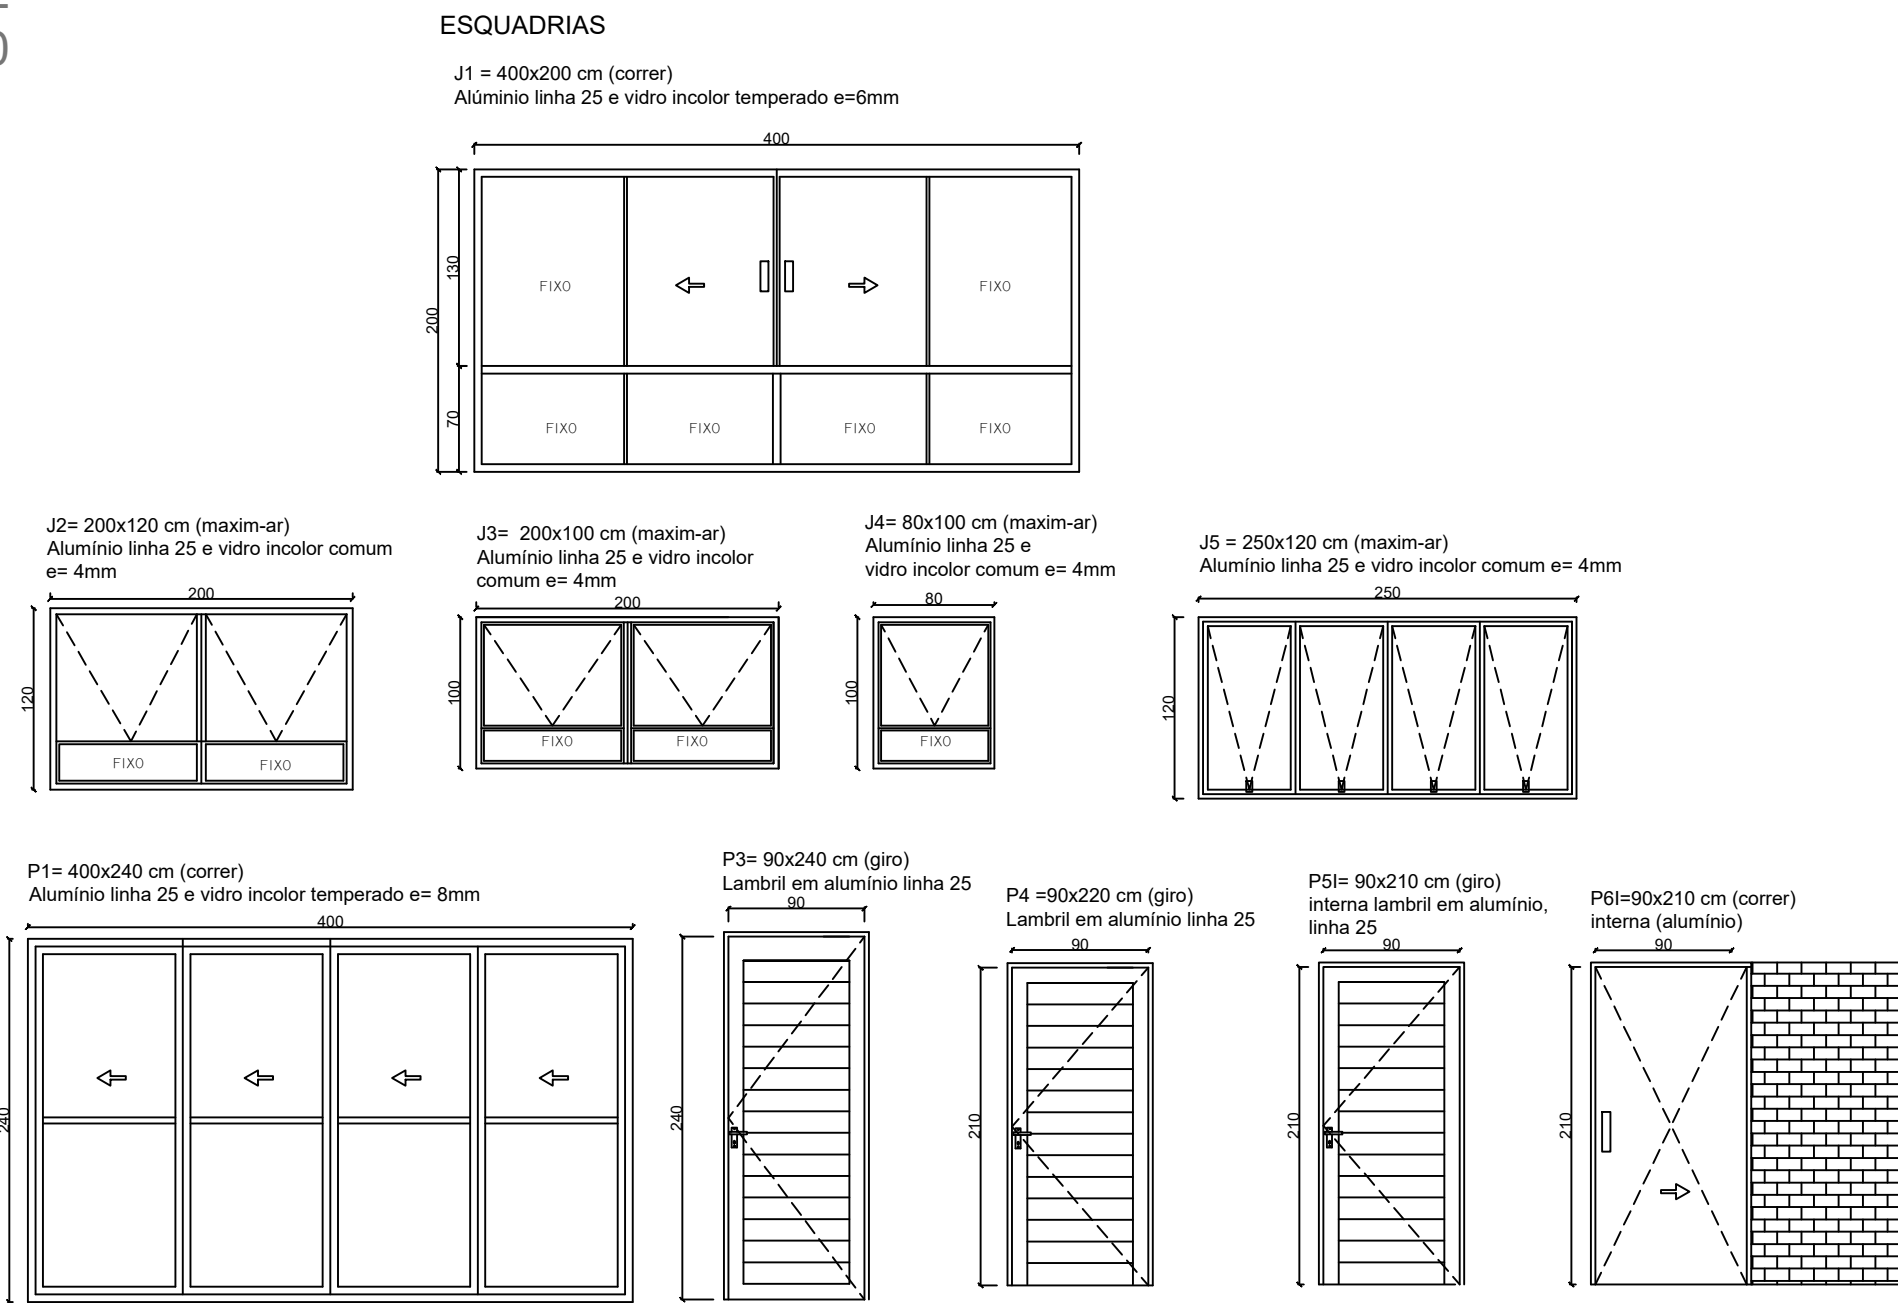 ESQUADRIAS
J1 = 400x200 cm (correr)
Alúminio linha 25 e vidro incolor temperado e=6mm
400
200
130
70
FIXO
FIXO
FIXO
FIXO
FIXO
FIXO
J2= 200x120 cm (maxim-ar)
Alumínio linha 25 e vidro incolor comum
e= 4mm
200
120
FIXO
FIXO
J3= 200x100 cm (maxim-ar)
Alumínio linha 25 e vidro incolor
comum e= 4mm
200
100
FIXO
FIXO
J4= 80x100 cm (maxim-ar)
Alumínio linha 25 e
vidro incolor comum e= 4mm
80
100
FIXO
J5 = 250x120 cm (maxim-ar)
Alumínio linha 25 e vidro incolor comum e= 4mm
250
120
P1= 400x240 cm (correr)
Alumínio linha 25 e vidro incolor temperado e= 8mm
400
240
P3= 90x240 cm (giro)
Lambril em alumínio linha 25
90
240
P4 =90x220 cm (giro)
Lambril em alumínio linha 25
90
210
P5I= 90x210 cm (giro)
interna lambril em alumínio,
linha 25
90
210
P6I=90x210 cm (correr)
interna (alumínio)
90
210